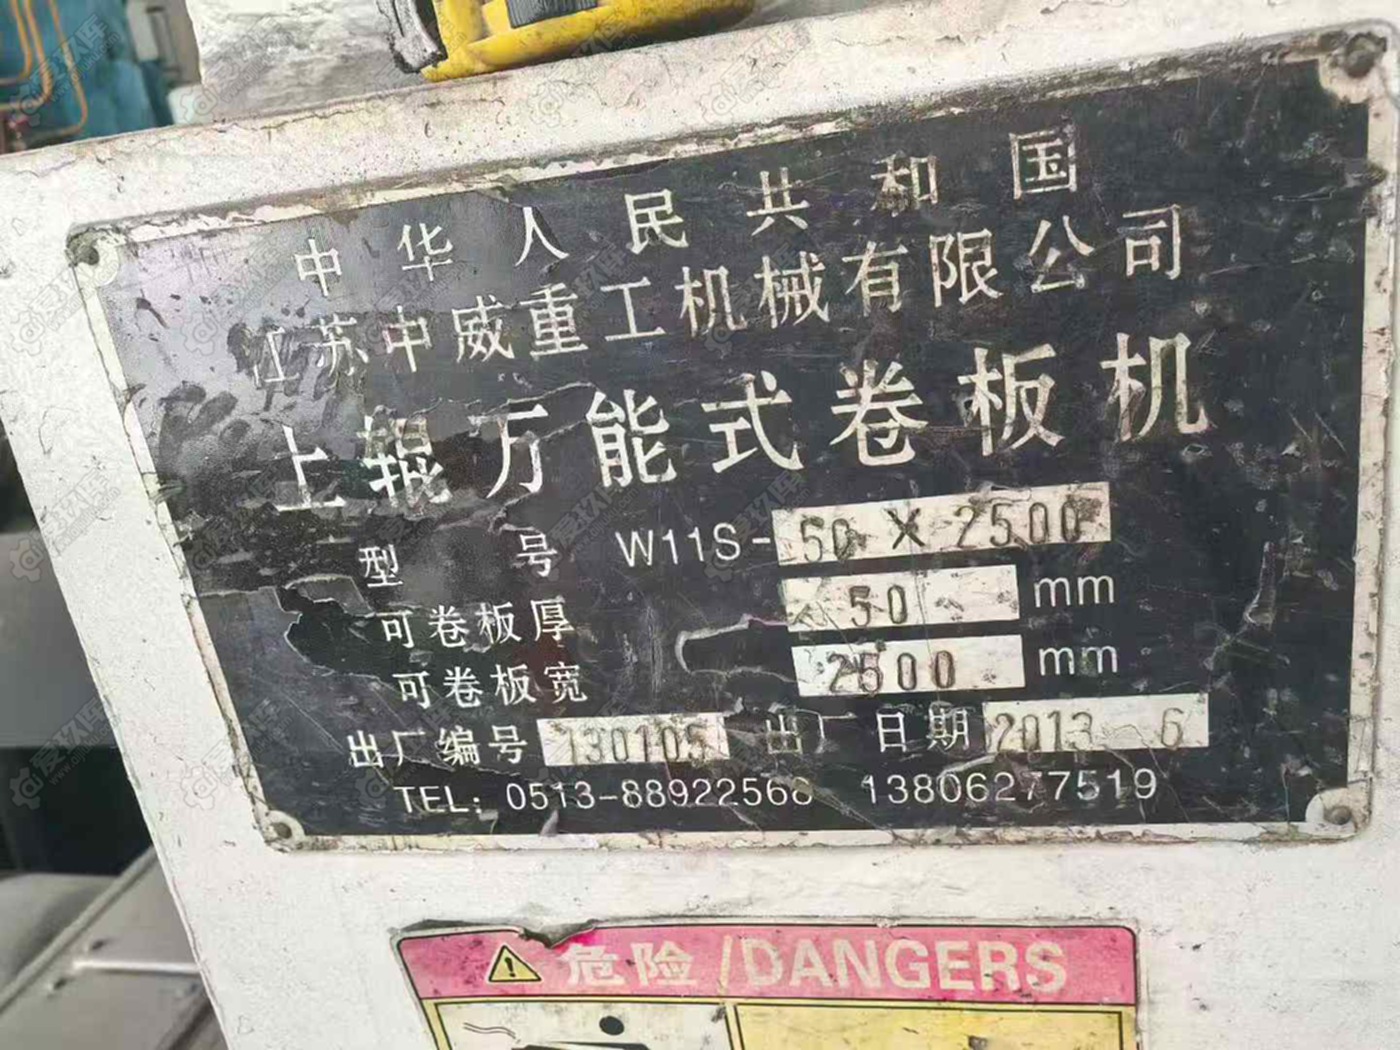 中华人民共和国
江苏中威重工机械有限公司
上辊万能式卷板机
型号 W11S-50×2500
可卷板厚 50 mm
可卷板宽 2500 mm
出厂编号 130105 出厂日期 2013 6
TEL: 0513-88922568 13806277519
危险/DANGERS